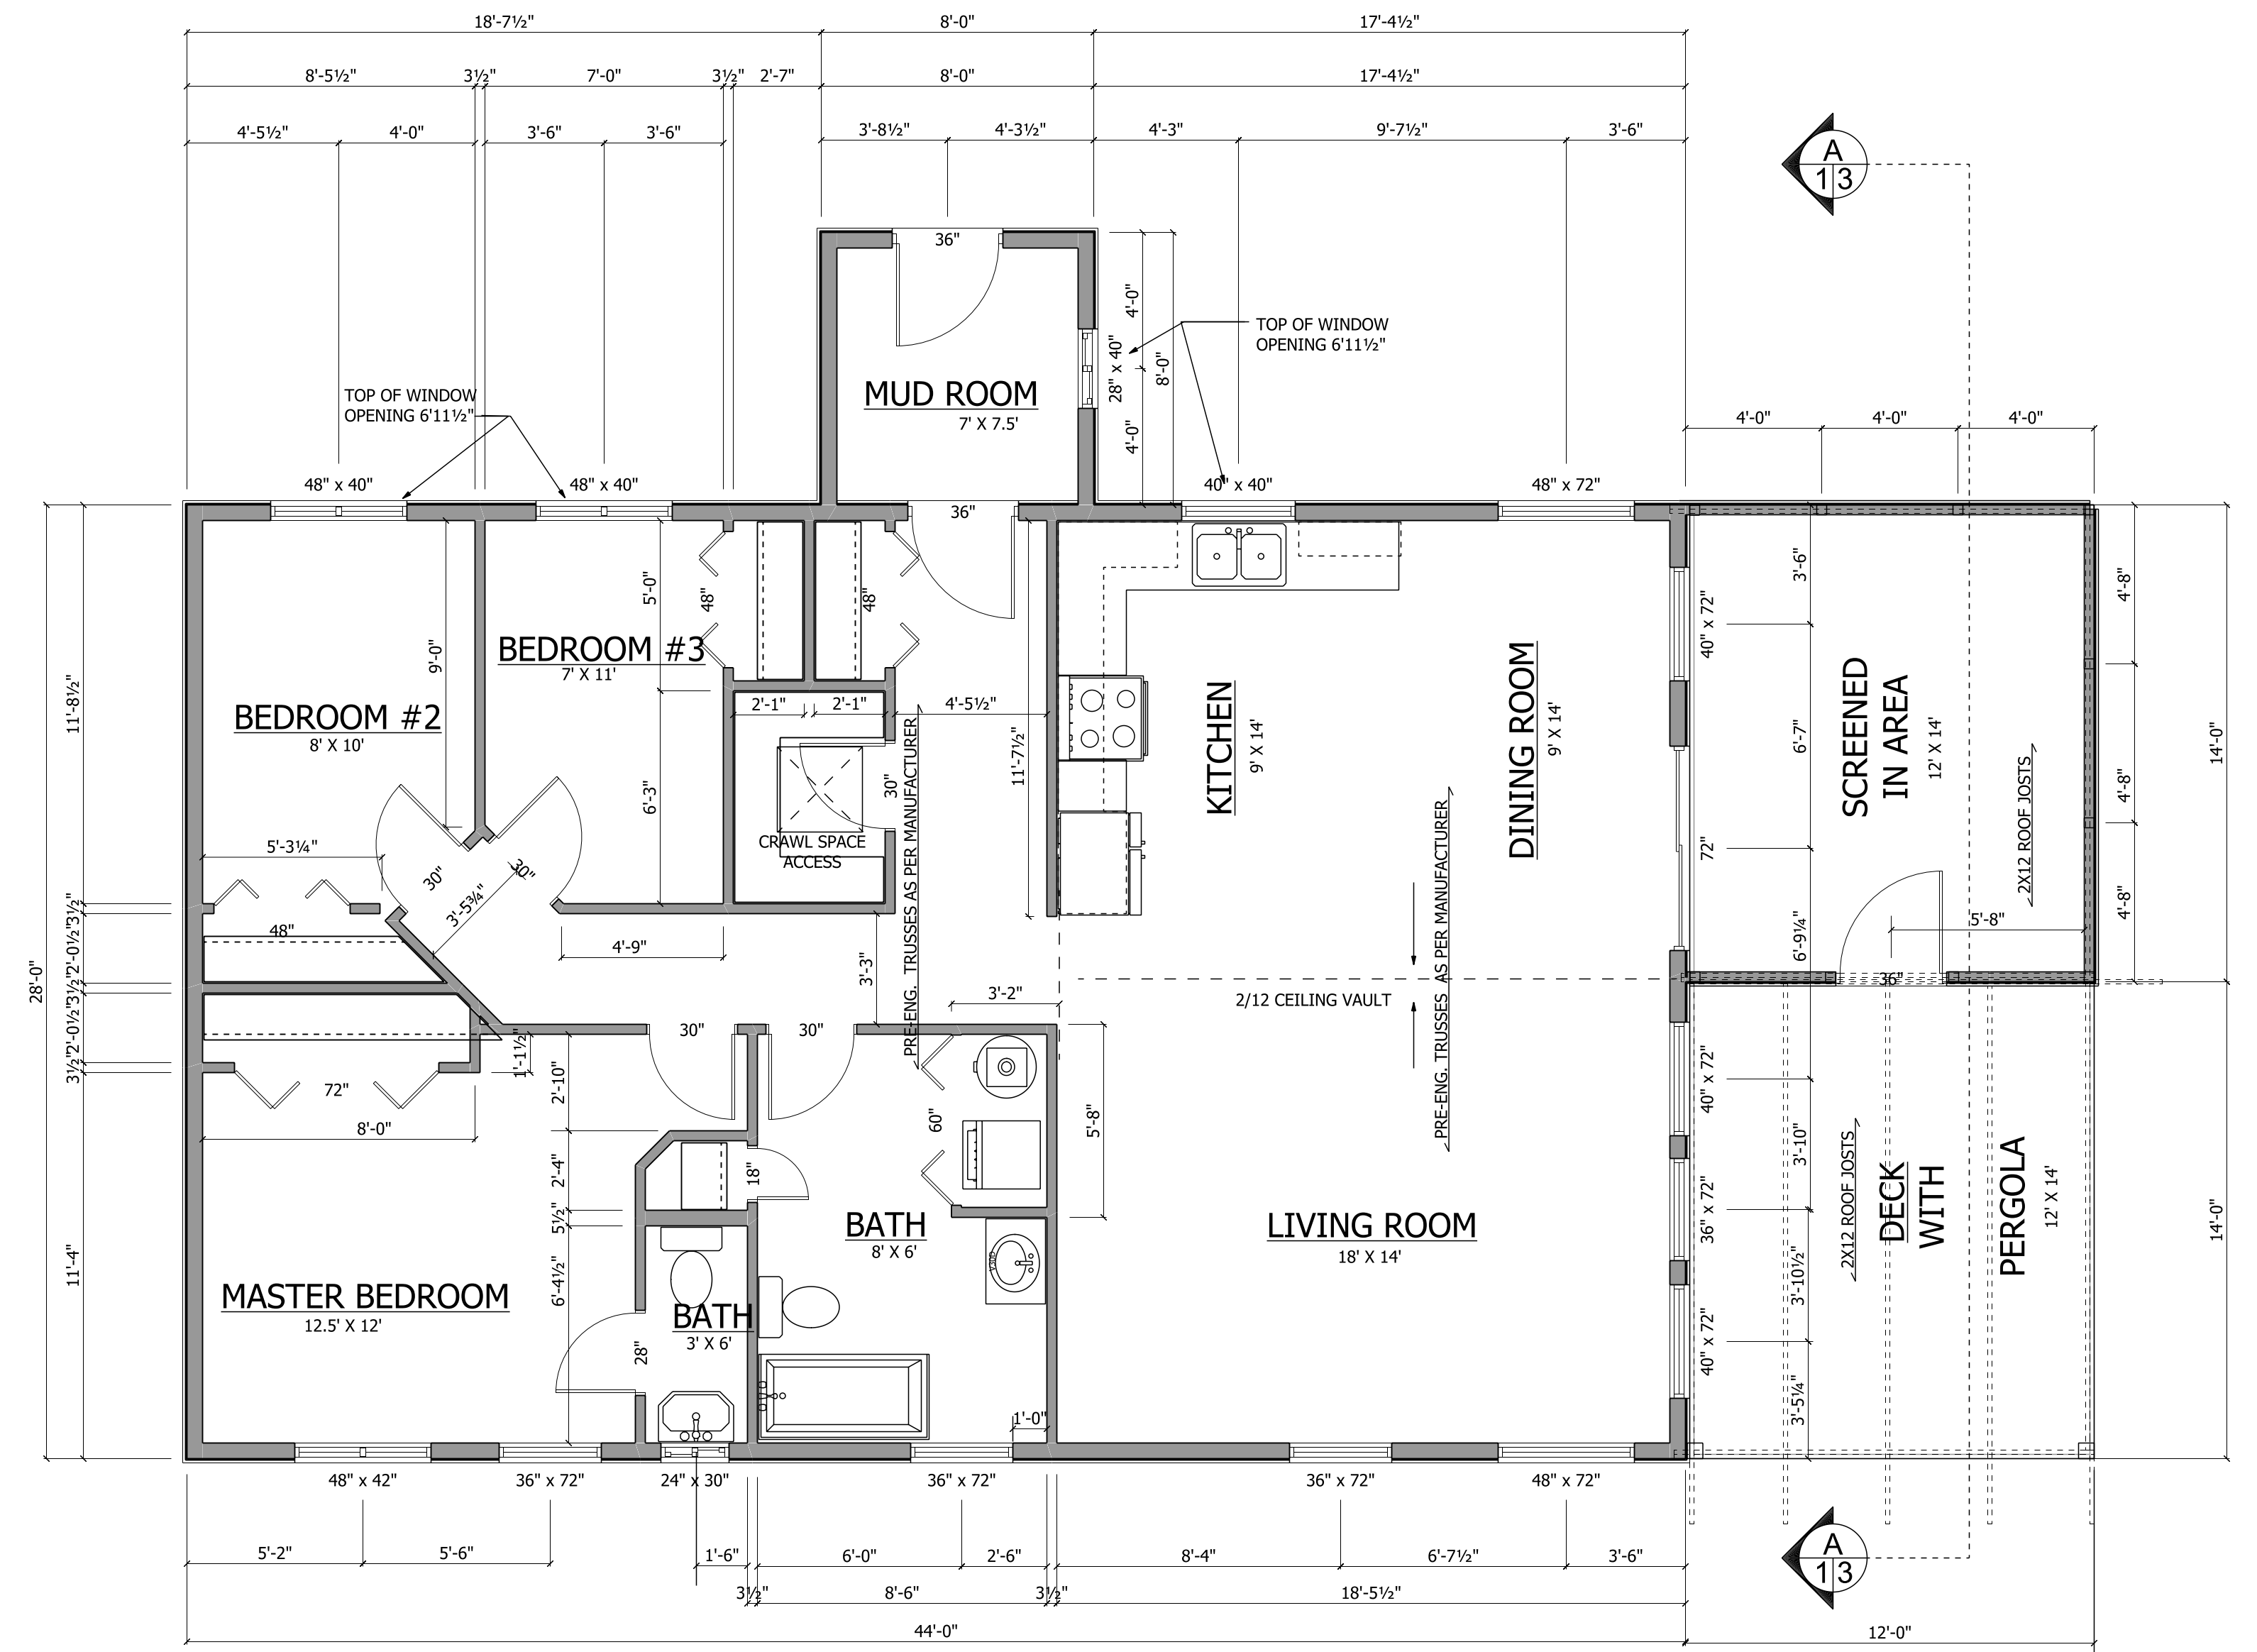 18'-7½" 8'-0" 17'-4½"
8'-5½" 3½" 7'-0" 3½" 2'-7" 8'-0" 17'-4½"
4'-5½" 4'-0" 3'-6" 3'-6" 3'-8½" 4'-3½" 4'-3" 9'-7½" 3'-6"
A
13
36"
4'-0"
28" x 40"
8'-0"
4'-0"
TOP OF WINDOW
OPENING 6'11½"
MUD ROOM
7' X 7.5'
TOP OF WINDOW
OPENING 6'11½"
4'-0" 4'-0" 4'-0"
48" x 40" 48" x 40" 40" x 40" 48" x 72"
36"
28'-0"
11'-8½"
3½"
2'-0½"
3½"
2'-0½"
3½"
11'-4"
9'-0"
5'-0"
48"
48"
BEDROOM #3
7' X 11'
BEDROOM #2
8' X 10'
2'-1" 2'-1" 4'-5½"
6'-3"
30"
11'-7½"
CRAWL SPACE
ACCESS
PRE-ENG. TRUSSES AS PER MANUFACTURER
5'-3¼"
30"
30"
3'-5¾"
48"
4'-9"
3'-3"
3'-2"
KITCHEN
9' X 14'
DINING ROOM
9' X 14'
PRE-ENG. TRUSSES AS PER MANUFACTURER
2/12 CEILING VAULT
40" x 72"
72"
3'-6"
6'-7"
6'-9¼"
SCREENED
IN AREA
12' X 14'
2X12 ROOF JOSTS
5'-8"
36"
4'-8"
4'-8"
4'-8"
14'-0"
14'-0"
1'-1½"
30" 30"
72"
8'-0"
2'-10"
2'-4"
5½"
6'-4½"
18"
60"
5'-8"
BATH
8' X 6'
MASTER BEDROOM
12.5' X 12'
BATH
3' X 6'
28"
1'-0"
LIVING ROOM
18' X 14'
40" x 72"
36" x 72"
40" x 72"
3'-10"
3'-10½"
3'-5¼"
2X12 ROOF JOSTS
DECK
WITH
PERGOLA
12' X 14'
48" x 42" 36" x 72" 24" x 30" 36" x 72" 36" x 72" 48" x 72"
5'-2" 5'-6" 1'-6" 6'-0" 2'-6" 8'-4" 6'-7½" 3'-6"
A
13
3½" 8'-6" 3½" 18'-5½"
44'-0" 12'-0"